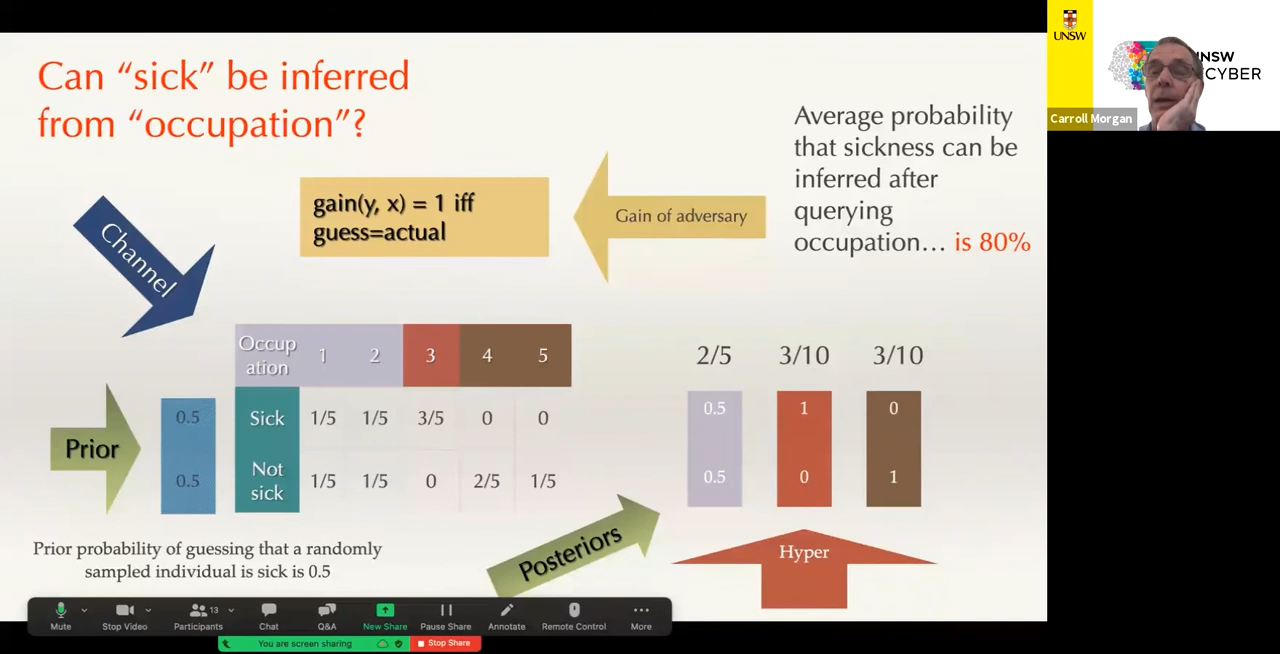 Can “sick” be inferred
from “occupation”?
Channel
gain(y, x) = 1 iff
guess=actual
Gain of adversary
Average probability
that sickness can be
inferred after
querying
occupation… is 80%
Occup
ation
1 2 3 4 5
Prior
0.5 Sick 1/5 1/5 3/5 0 0
0.5 Not
sick 1/5 1/5 0 2/5 1/5
2/5 3/10 3/10
0.5 1 0
0.5 0 1
Prior probability of guessing that a randomly
sampled individual is sick is 0.5
Posteriors
Hyper
UNSW
UNSW
CYBER
Carroll Morgan
Mute
Stop Video
13
Participants
Chat
Q&A
New Share
Pause Share
Annotate
Remote Control
More
You are screen sharing
Stop Share